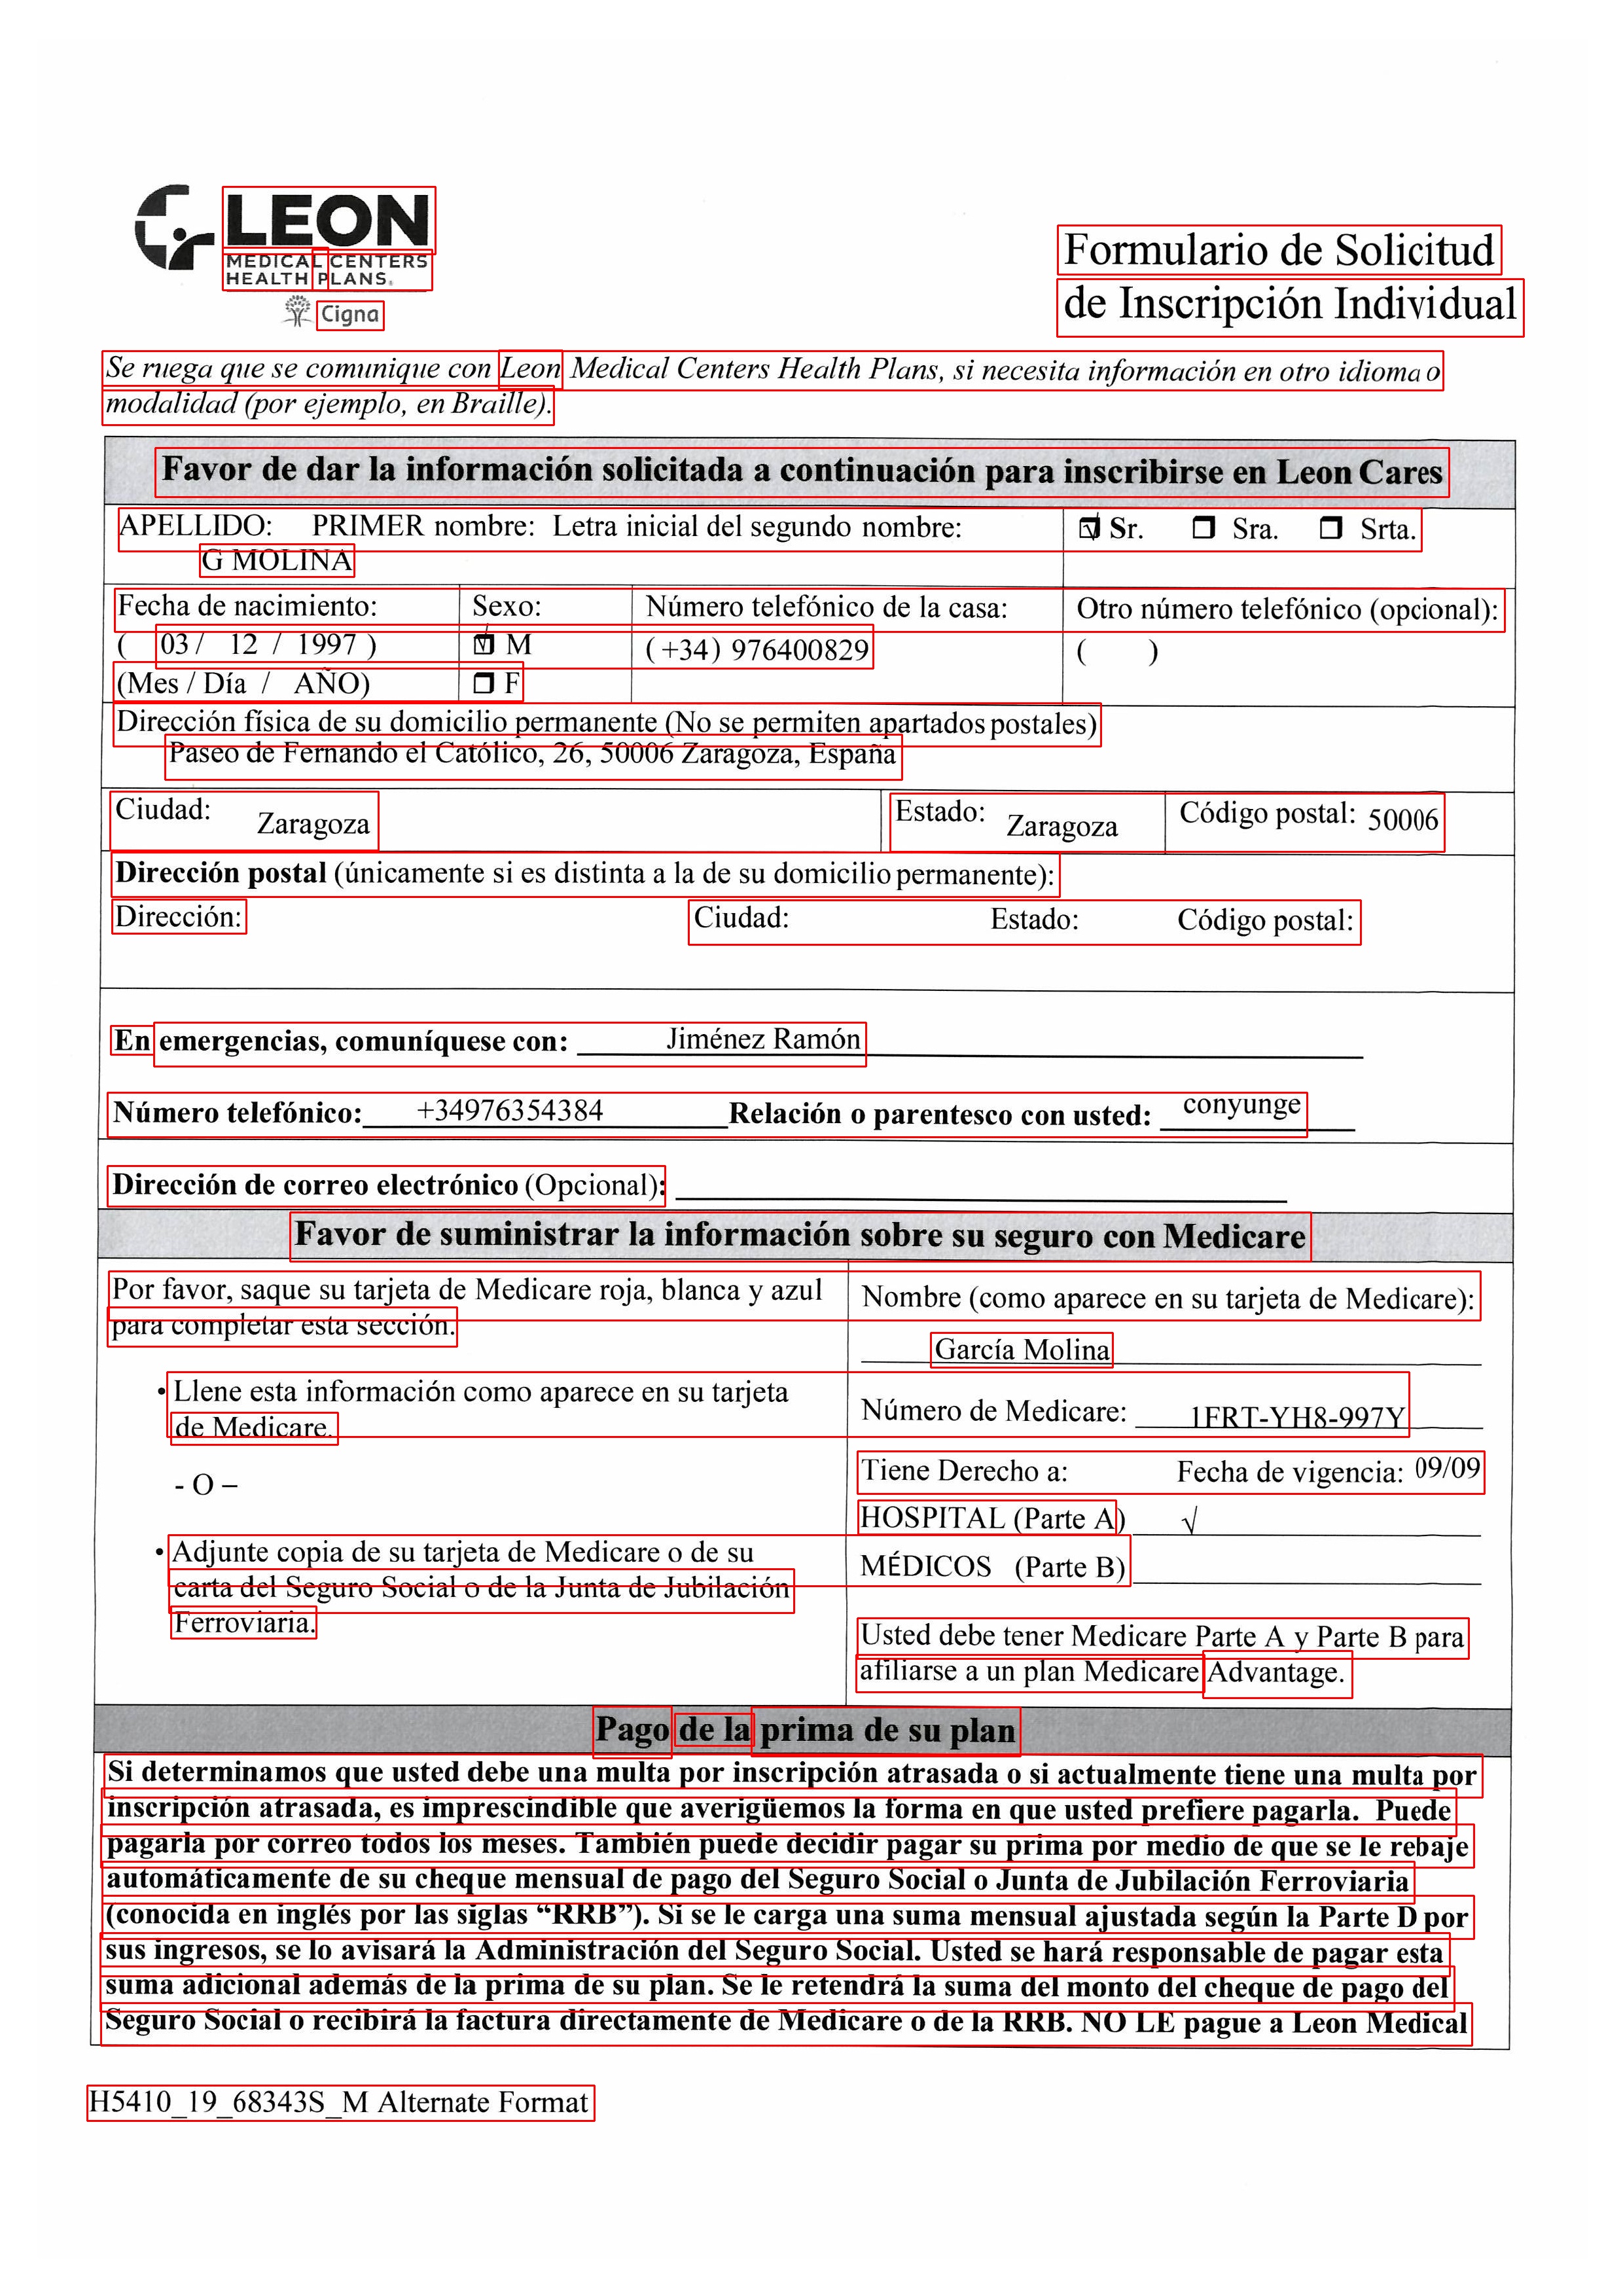 LEON
MEDICAL CENTERS
HEALTH PLANS.
Cigna
Formulario de Solicitud
de Inscripción Individual
Se ruega que se comunique con Leon Medical Centers Health Plans, si necesita información en otro idioma o
modalidad (por ejemplo, en Braille).
Favor de dar la información solicitada a continuación para inscribirse en Leon Cares
APELLIDO: PRIMER nombre: Letra inicial del segundo nombre: √ Sr. Sra. Srta.
G MOLINA
Fecha de nacimiento: Sexo: Número telefónico de la casa: Otro número telefónico (opcional):
( 03 / 12 / 1997 ) √ M (+34) 976400829 ( )
(Mes / Día / AÑO) F
Dirección física de su domicilio permanente (No se permiten apartados postales)
Paseo de Fernando el Católico, 26, 50006 Zaragoza, España
Ciudad: Zaragoza Estado: Zaragoza Código postal: 50006
Dirección postal (únicamente si es distinta a la de su domicilio permanente):
Dirección: Ciudad: Estado: Código postal:
En emergencias, comuníquese con: Jiménez Ramón
Número telefónico: +34976354384 Relación o parentesco con usted: conyunge
Dirección de correo electrónico (Opcional):
Favor de suministrar la información sobre su seguro con Medicare
Por favor, saque su tarjeta de Medicare roja, blanca y azul
para completar esta sección.
• Llene esta información como aparece en su tarjeta
de Medicare.
- O –
• Adjunte copia de su tarjeta de Medicare o de su
carta del Seguro Social o de la Junta de Jubilación
Ferroviaria.
Nombre (como aparece en su tarjeta de Medicare):
García Molina
Número de Medicare: 1FRT-YH8-997Y
Tiene Derecho a: Fecha de vigencia: 09/09
HOSPITAL (Parte A) √
MÉDICOS (Parte B)
Usted debe tener Medicare Parte A y Parte B para
afiliarse a un plan Medicare Advantage.
Pago de la prima de su plan
Si determinamos que usted debe una multa por inscripción atrasada o si actualmente tiene una multa por
inscripción atrasada, es imprescindible que averigüemos la forma en que usted prefiere pagarla. Puede
pagarla por correo todos los meses. También puede decidir pagar su prima por medio de que se le rebaje
automáticamente de su cheque mensual de pago del Seguro Social o Junta de Jubilación Ferroviaria
(conocida en inglés por las siglas “RRB”). Si se le carga una suma mensual ajustada según la Parte D por
sus ingresos, se lo avisará la Administración del Seguro Social. Usted se hará responsable de pagar esta
suma adicional además de la prima de su plan. Se le retendrá la suma del monto del cheque de pago del
Seguro Social o recibirá la factura directamente de Medicare o de la RRB. NO LE pague a Leon Medical
H5410_19_68343S_M Alternate Format